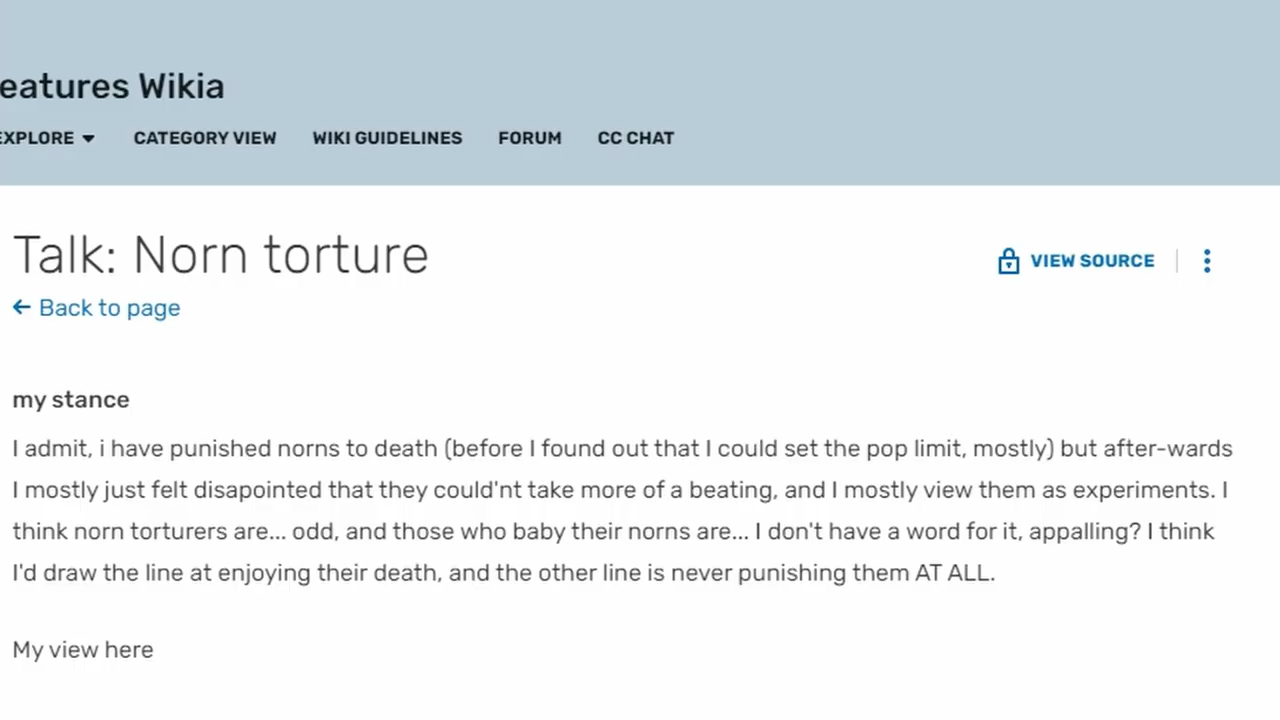 eatures Wikia
EXPLORE CATEGORY VIEW WIKI GUIDELINES FORUM CC CHAT
Talk: Norn torture
VIEW SOURCE
Back to page
my stance
I admit, i have punished norns to death (before I found out that I could set the pop limit, mostly) but after-wards
I mostly just felt disapointed that they could'nt take more of a beating, and I mostly view them as experiments. I
think norn torturers are... odd, and those who baby their norns are... I don't have a word for it, appalling? I think
I'd draw the line at enjoying their death, and the other line is never punishing them AT ALL.
My view here